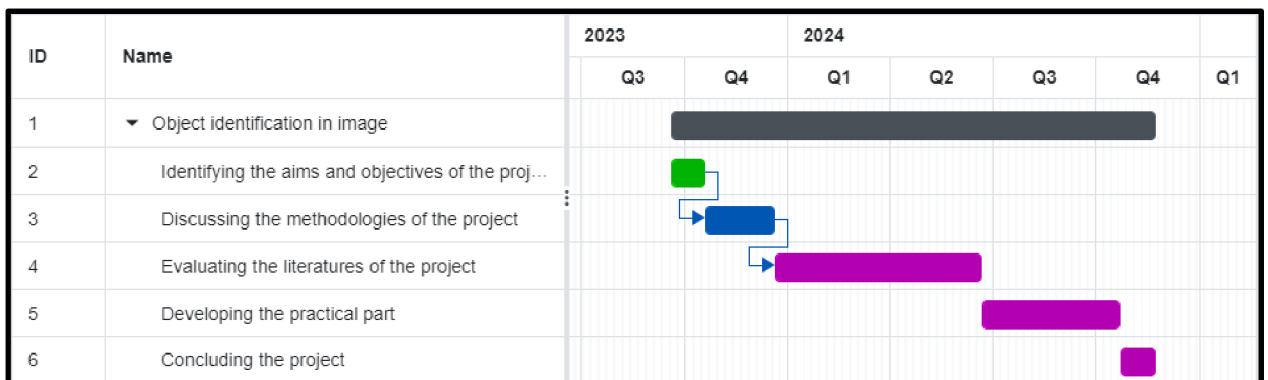 2023 2024
ID Name
Q3 Q4 Q1 Q2 Q3 Q4 Q1
1 Object identification in image
2 Identifying the aims and objectives of the proj...
3 Discussing the methodologies of the project
4 Evaluating the literatures of the project
5 Developing the practical part
6 Concluding the project